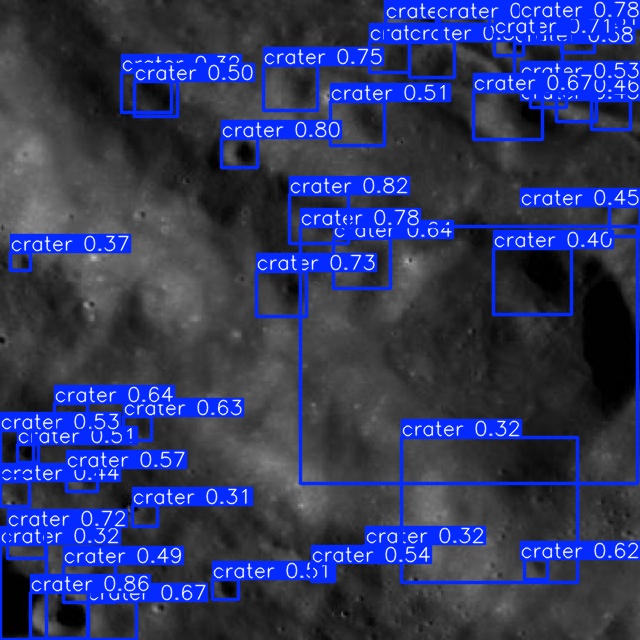 crater 0.78
crater 0.75
crater 0.50
crater 0.51
crater 0.53
crater 0.67
crater 0.80
crater 0.82
crater 0.45
crater 0.78
crater 0.64
crater 0.40
crater 0.37
crater 0.73
crater 0.64
crater 0.63
crater 0.53
crater 0.51
crater 0.32
crater 0.57
crater 0.44
crater 0.31
crater 0.72
crater 0.32
crater 0.32
crater 0.49
crater 0.54
crater 0.62
crater 0.51
crater 0.86
crater 0.67